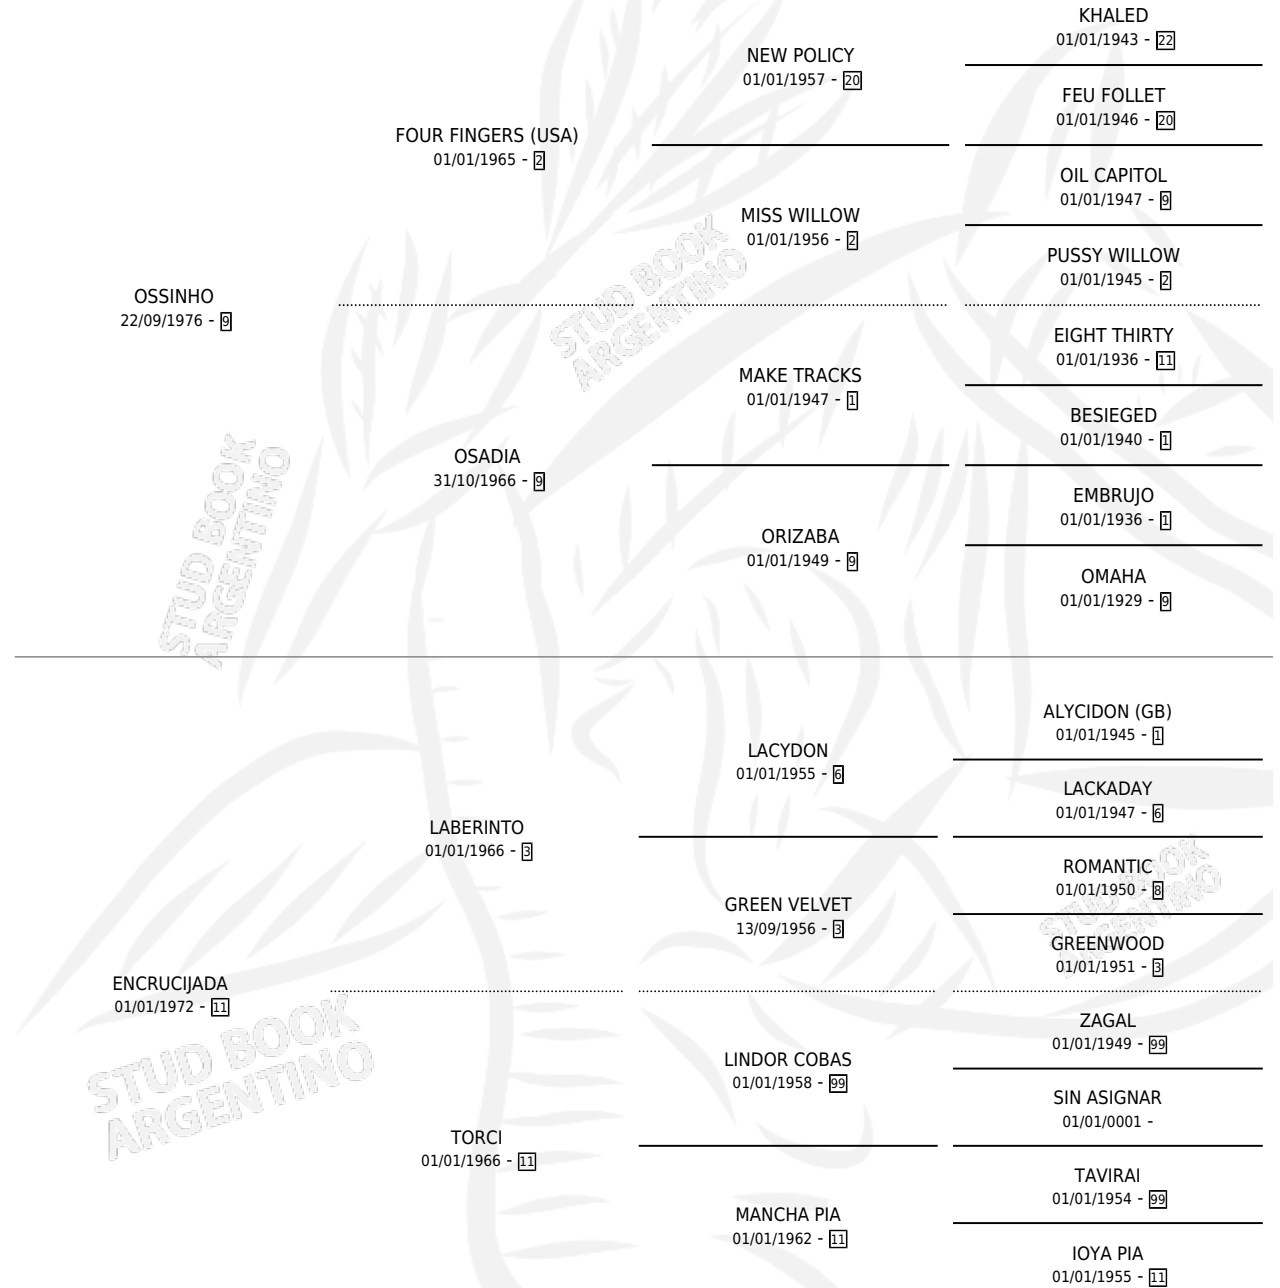 KHALED
01/01/1943 - 22
NEW POLICY
01/01/1957 - 20
FEU FOLLET
01/01/1946 - 20
FOUR FINGERS (USA)
01/01/1965 - 2
OIL CAPITOL
01/01/1947 - 9
MISS WILLOW
01/01/1956 - 2
PUSSY WILLOW
01/01/1945 - 2
OSSINHO
22/09/1976 - 9
EIGHT THIRTY
01/01/1936 - 11
MAKE TRACKS
01/01/1947 - 1
BESIEGED
01/01/1940 - 1
OSADIA
31/10/1966 - 9
EMBRUJO
01/01/1936 - 1
ORIZABA
01/01/1949 - 9
OMAHA
01/01/1929 - 9
STUD BOOK
ARGENTINO
STUD BOOK
ARGENTINO
ALYCIDON (GB)
01/01/1945 - 1
LACYDON
01/01/1955 - 6
LACKADAY
01/01/1947 - 6
LABERINTO
01/01/1966 - 3
ROMANTIC
01/01/1950 - 8
GREEN VELVET
13/09/1956 - 3
GREENWOOD
01/01/1951 - 3
ENCRUCIJADA
01/01/1972 - 11
ZAGAL
01/01/1949 - 99
LINDOR COBAS
01/01/1958 - 99
SIN ASIGNAR
01/01/0001 -
TORCI
01/01/1966 - 11
TAVIRAI
01/01/1954 - 99
MANCHA PIA
01/01/1962 - 11
IOYA PIA
01/01/1955 - 11
STUD BOOK
ARGENTINO
STUD BOOK
ARGENTINO